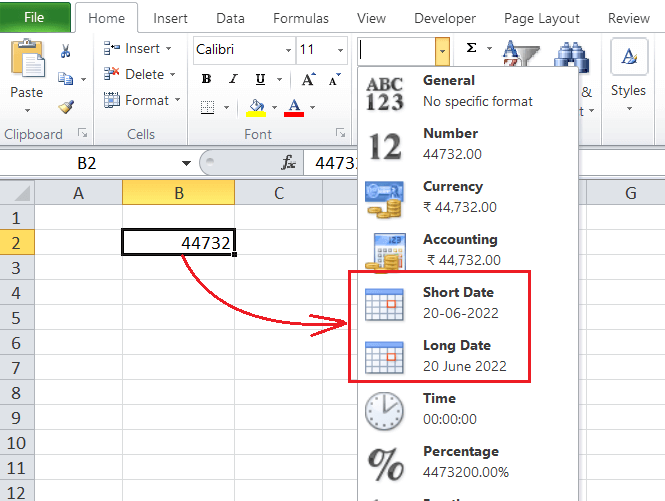 File Home Insert Data Formulas View Developer Page Layout Review
Insert Calibri 11 Σ
Delete
Paste B I U A A A Styles
Format &
Clipboard Cells Font
B2 fx 4473
A B C G
1
2 44732
3
4
5
6
7
8
9
10
11
12
ABC 123 General
No specific format
12 Number
44732.00
Currency
₹ 44,732.00
Accounting
₹ 44,732.00
Short Date
20-06-2022
Long Date
20 June 2022
Time
00:00:00
% Percentage
4473200.00%